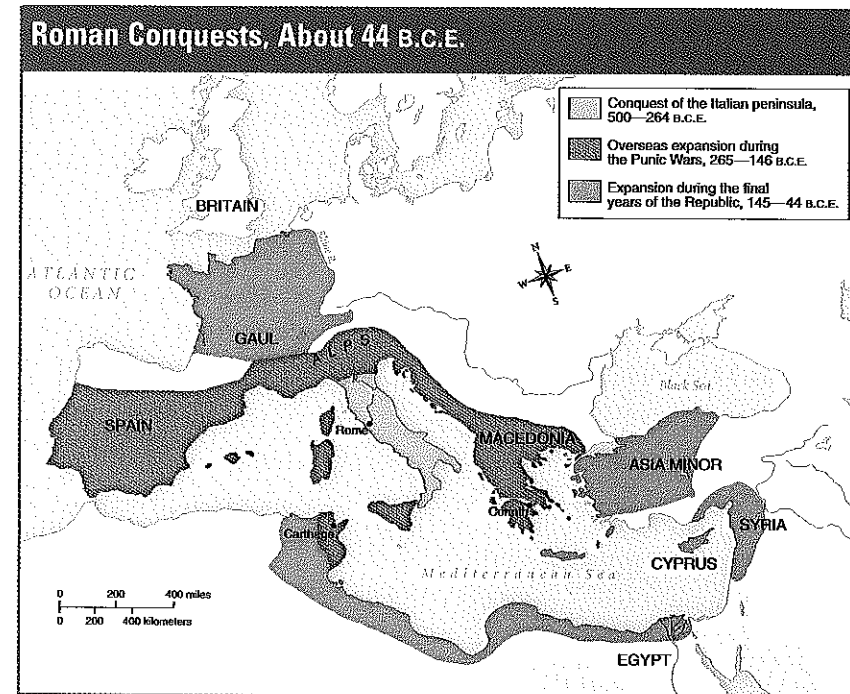 Roman Conquests, About 44 B.C.E.
Conquest of the Italian peninsula,
500—264 B.C.E.
Overseas expansion during
the Punic Wars, 265—146 B.C.E.
Expansion during the final
years of the Republic, 145—44 B.C.E.
BRITAIN
N
W E
S
ATLANTIC
OCEAN
GAUL
ALPS
Black Sea
SPAIN
Rome
MACEDONIA
ASIA MINOR
Corinth
Carthage
SYRIA
CYPRUS
Mediterranean Sea
0 200 400 miles
0 200 400 kilometers
EGYPT